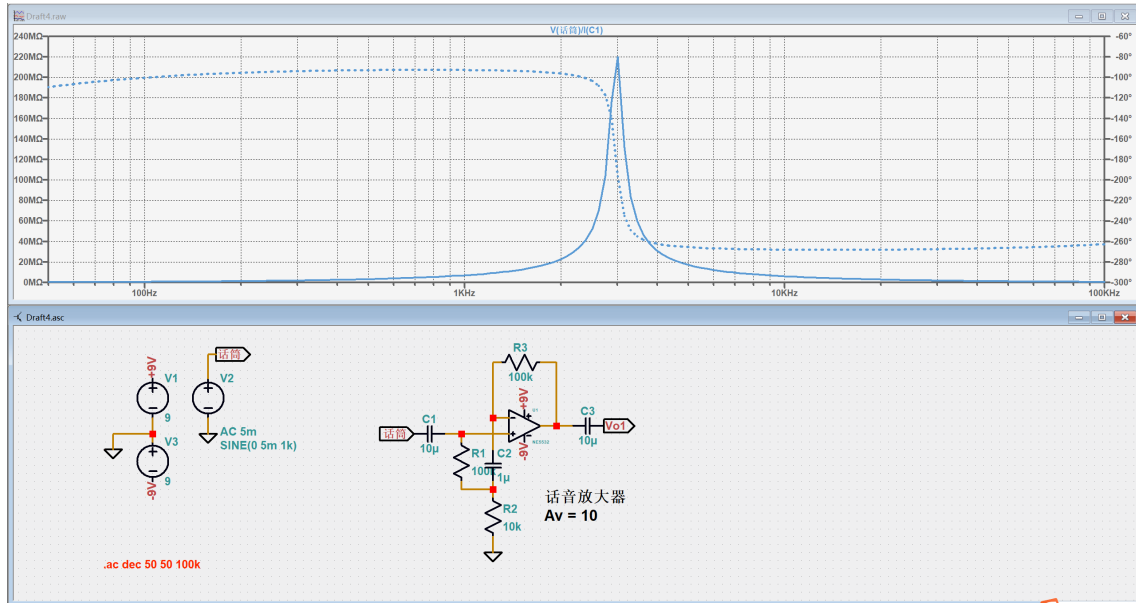 Draft4.raw
V(话筒)/I(C1)
240MΩ
220MΩ
200MΩ
180MΩ
160MΩ
140MΩ
120MΩ
100MΩ
80MΩ
60MΩ
40MΩ
20MΩ
0MΩ
-60°
-80°
-100°
-120°
-140°
-160°
-180°
-200°
-220°
-240°
-260°
-280°
-300°
100Hz
1KHz
10KHz
100KHz
Draft4.asc
+9V
V1
9
V3
9
-9V
话筒
V2
AC 5m
SINE(0 5m 1k)
话筒
C1
10µ
R1
100k
C2
1µ
R2
10k
R3
100k
+9V
-9V
U1
NE5532
C3
10µ
Vo1
话音放大器
Av = 10
.ac dec 50 50 100k